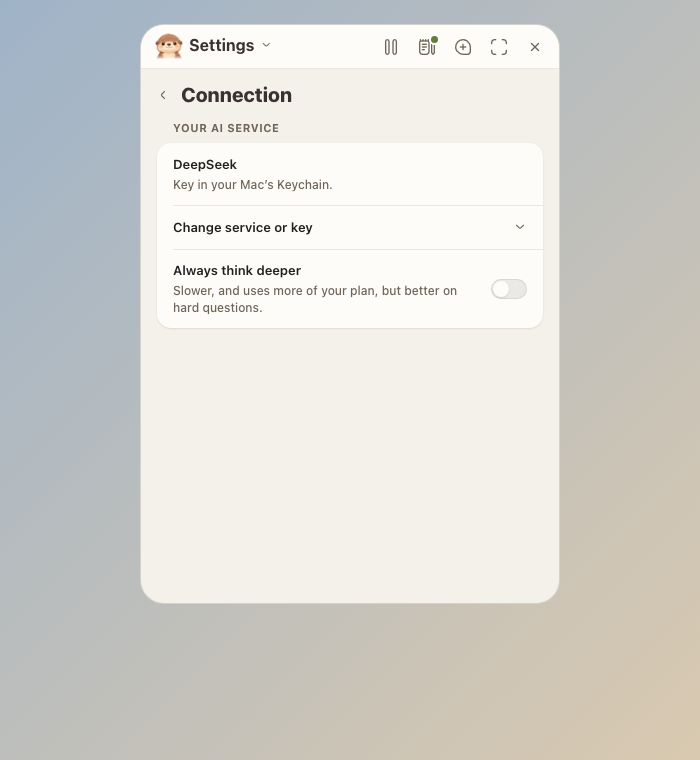 Settings
Connection
YOUR AI SERVICE
DeepSeek
Key in your Mac’s Keychain.
Change service or key
Always think deeper
Slower, and uses more of your plan, but better on
hard questions.